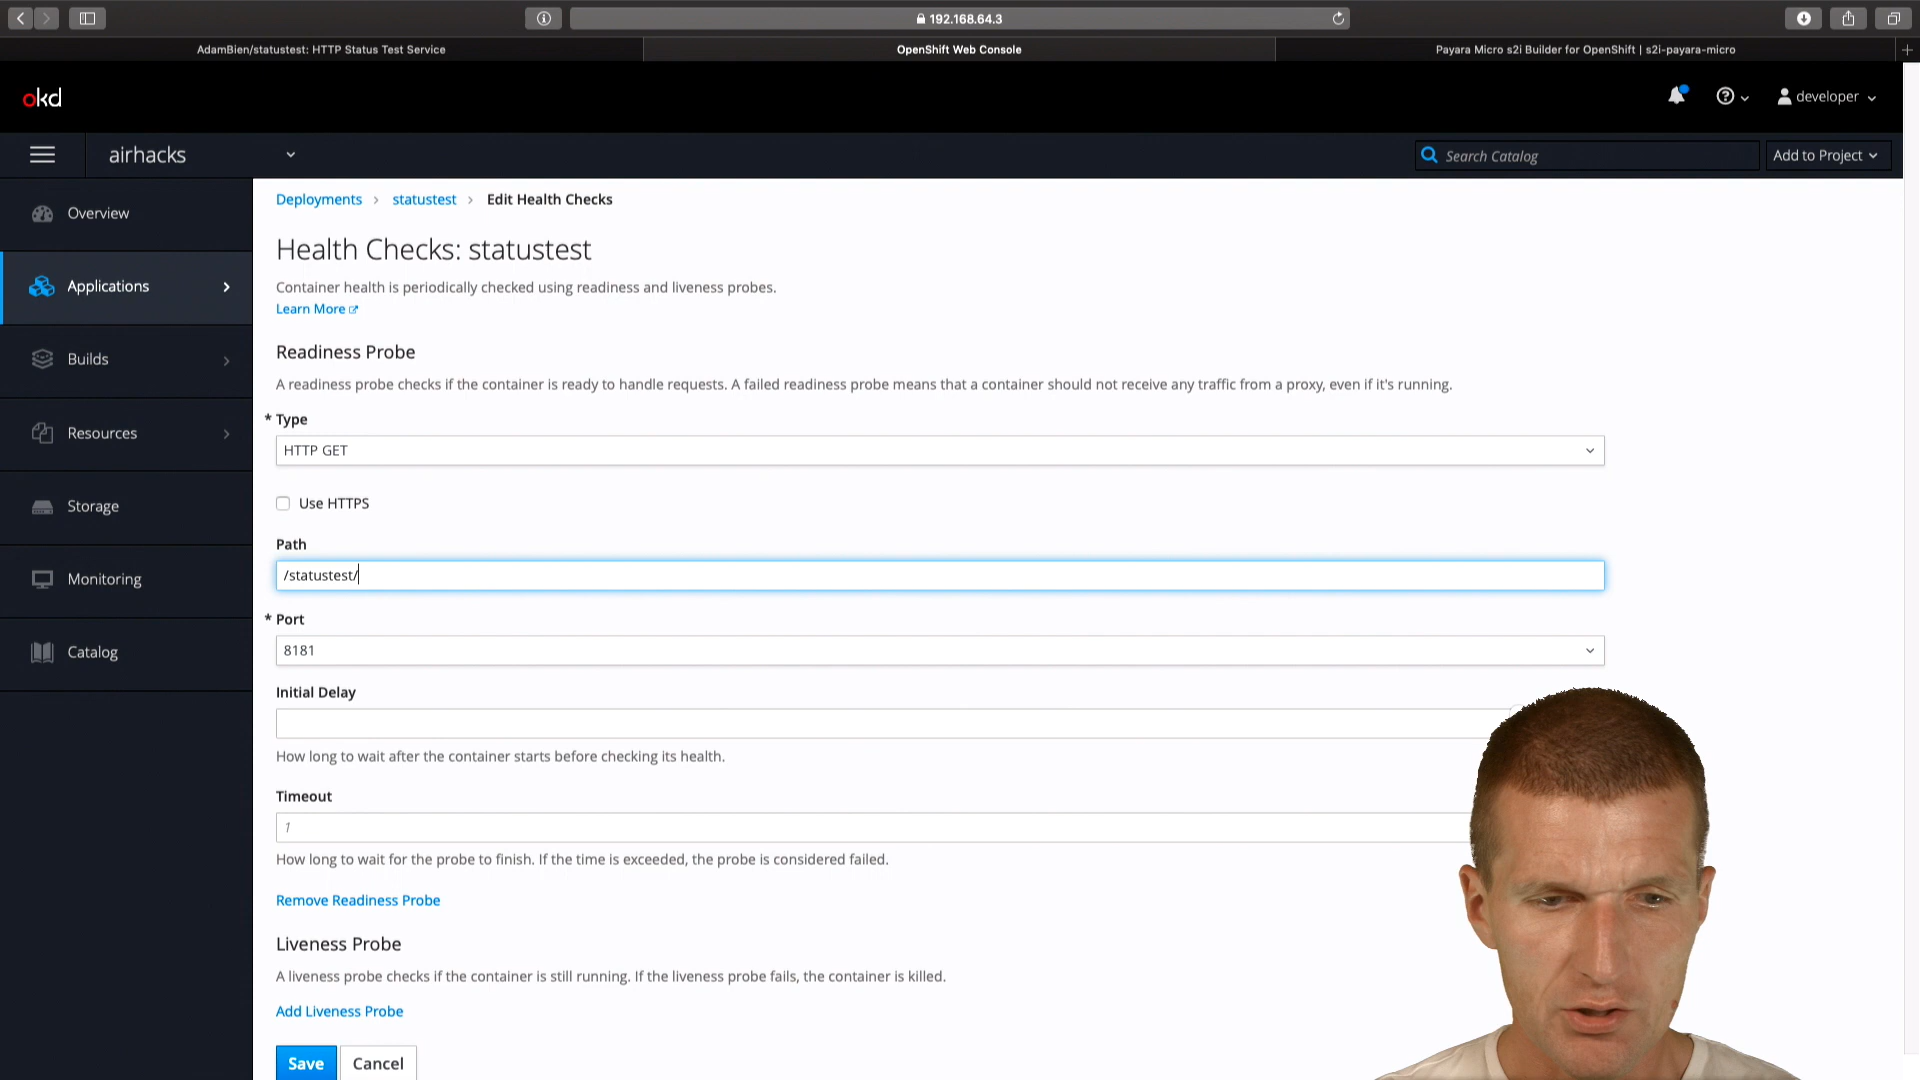 192.168.64.3
AdamBien/statustest: HTTP Status Test Service
OpenShift Web Console
Payara Micro s2i Builder for OpenShift | s2i-payara-micro
okd
developer
airhacks
Search Catalog
Add to Project
Overview
Applications
Builds
Resources
Storage
Monitoring
Catalog
Deployments
statustest
Edit Health Checks
Health Checks: statustest
Container health is periodically checked using readiness and liveness probes.
Learn More
Readiness Probe
A readiness probe checks if the container is ready to handle requests. A failed readiness probe means that a container should not receive any traffic from a proxy, even if it's running.
* Type
HTTP GET
Use HTTPS
Path
/statustest/
* Port
8181
Initial Delay
How long to wait after the container starts before checking its health.
Timeout
1
How long to wait for the probe to finish. If the time is exceeded, the probe is considered failed.
Remove Readiness Probe
Liveness Probe
A liveness probe checks if the container is still running. If the liveness probe fails, the container is killed.
Add Liveness Probe
Save
Cancel